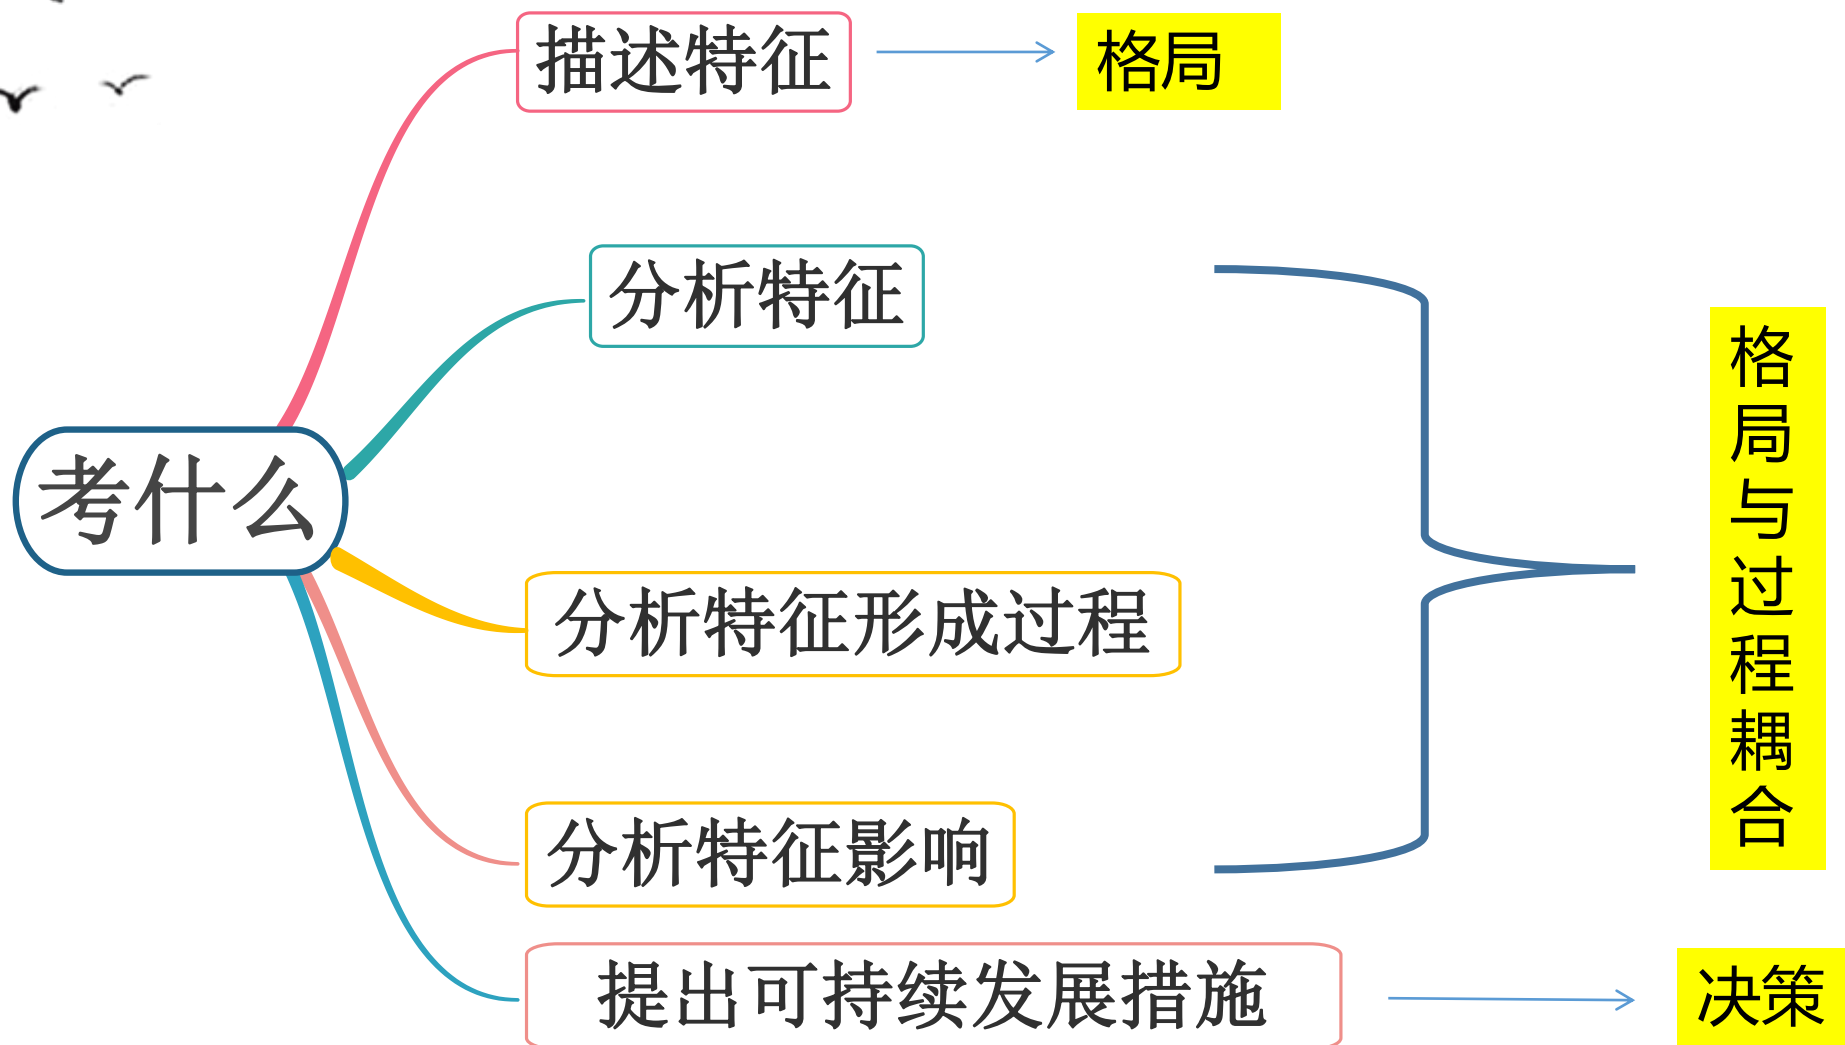 描述特征
格局
分析特征
考什么
分析特征形成过程
分析特征影响
格局与过程耦合
提出可持续发展措施
决策